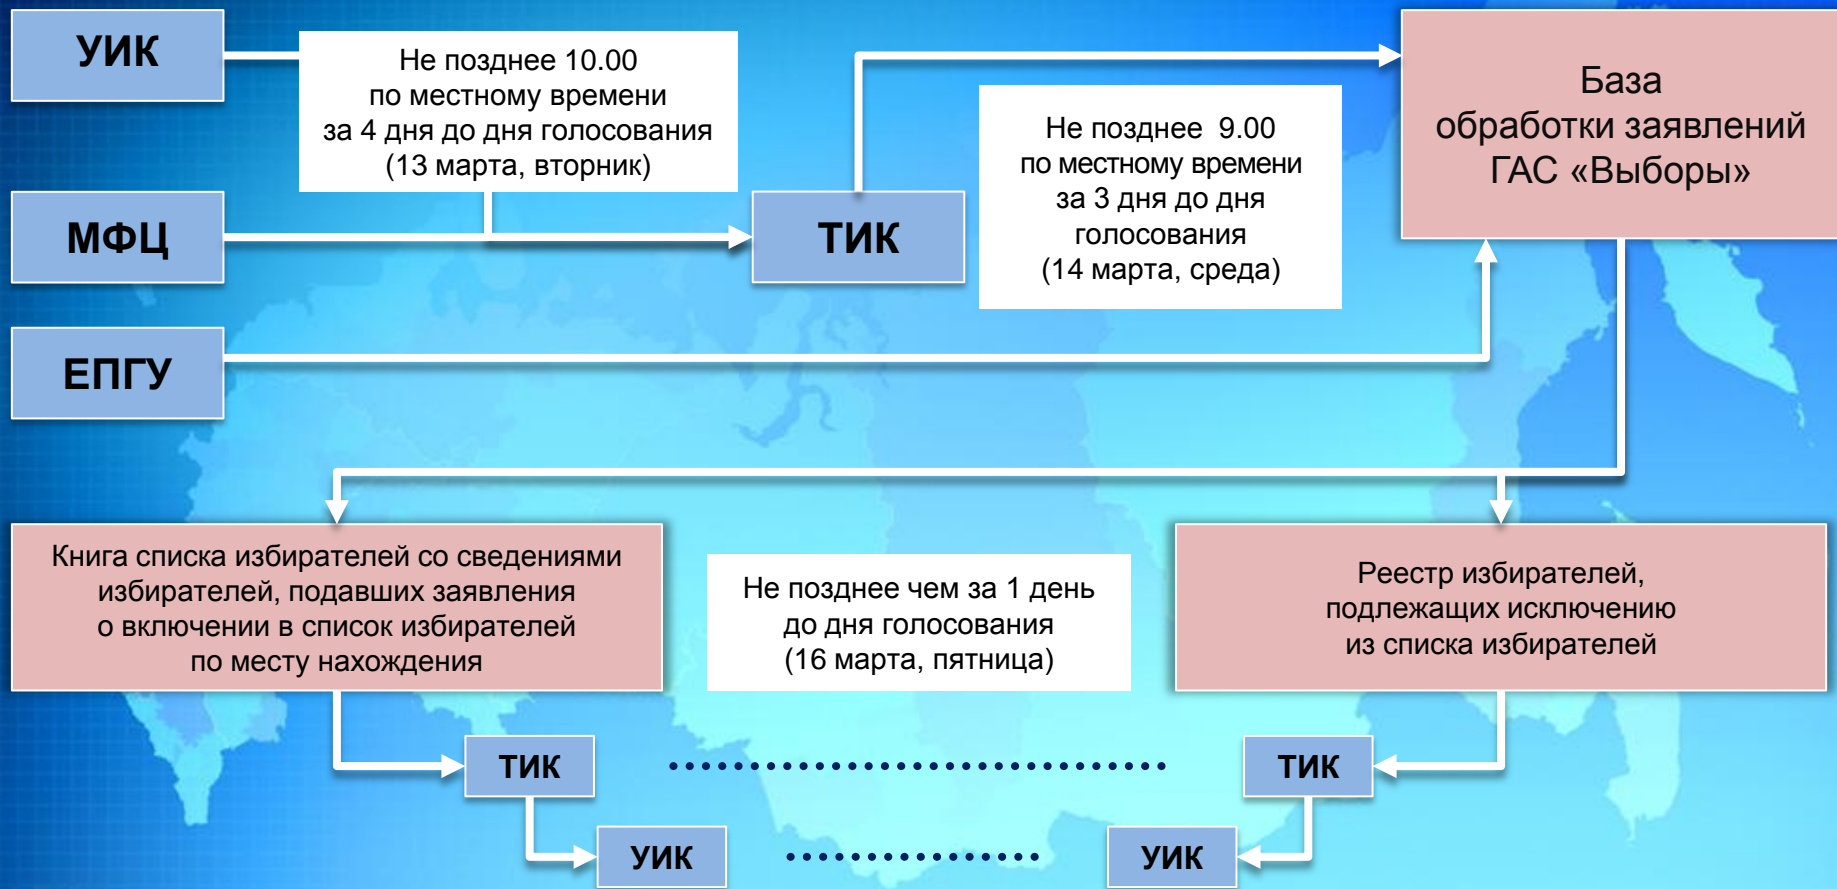 УИК
Не позднее 10.00
по местному времени
за 4 дня до дня голосования
(13 марта, вторник)
База
обработки заявлений
ГАС «Выборы»
Не позднее 9.00
по местному времени
за 3 дня до дня
голосования
(14 марта, среда)
МФЦ
ТИК
ЕПГУ
Книга списка избирателей со сведениями
избирателей, подавших заявления
о включении в список избирателей
по месту нахождения
Не позднее чем за 1 день
до дня голосования
(16 марта, пятница)
Реестр избирателей,
подлежащих исключению
из списка избирателей
ТИК
ТИК
УИК
УИК